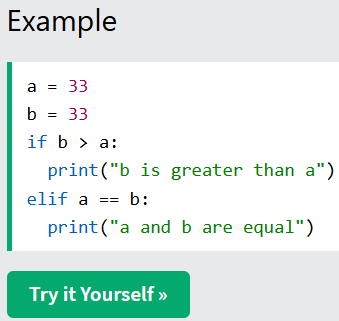 Example
a = 33
b = 33
if b > a:
  print("b is greater than a")
elif a == b:
  print("a and b are equal")
Try it Yourself »